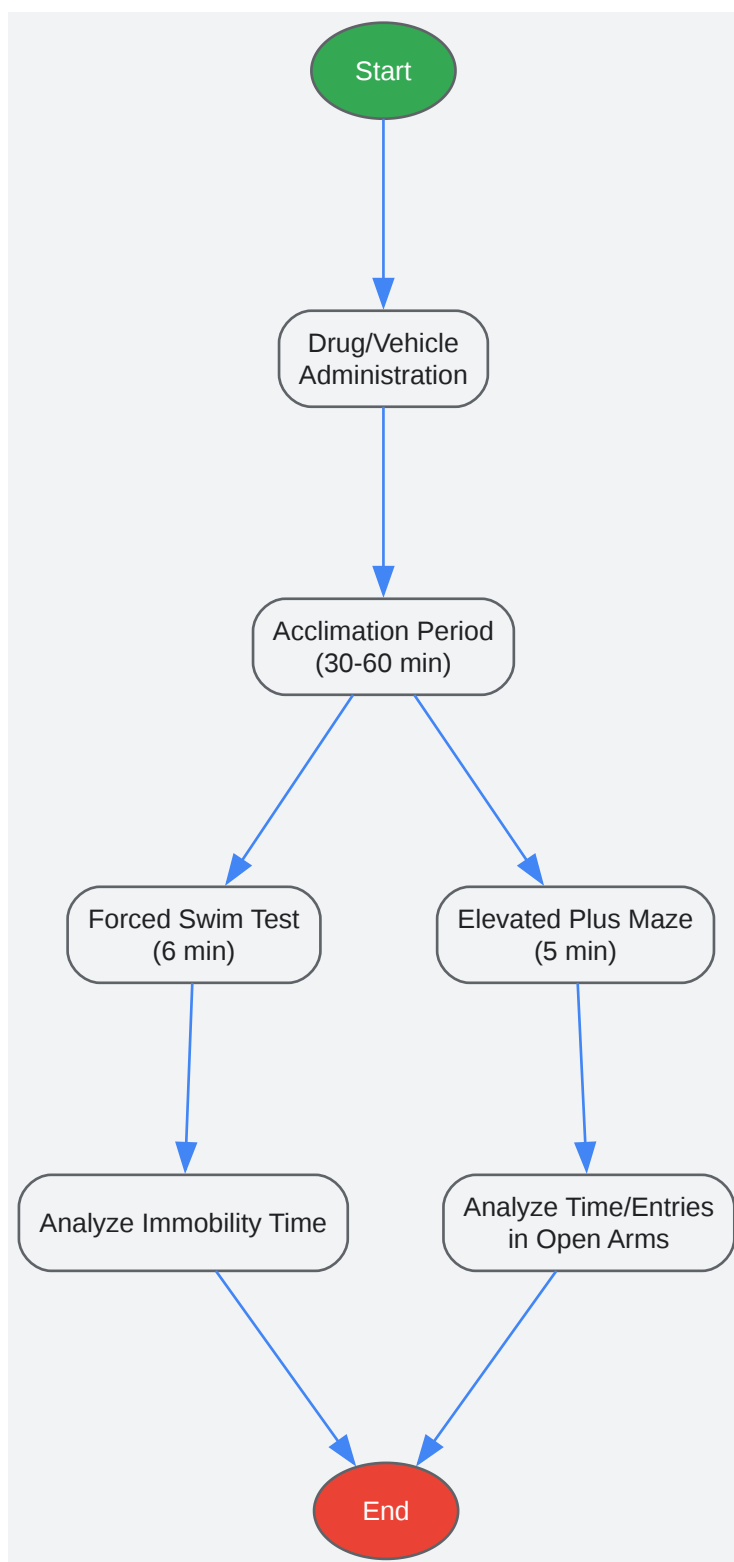 Start
Drug/Vehicle
Administration
Acclimation Period
(30-60 min)
Forced Swim Test
(6 min)
Elevated Plus Maze
(5 min)
Analyze Immobility Time
Analyze Time/Entries
in Open Arms
End